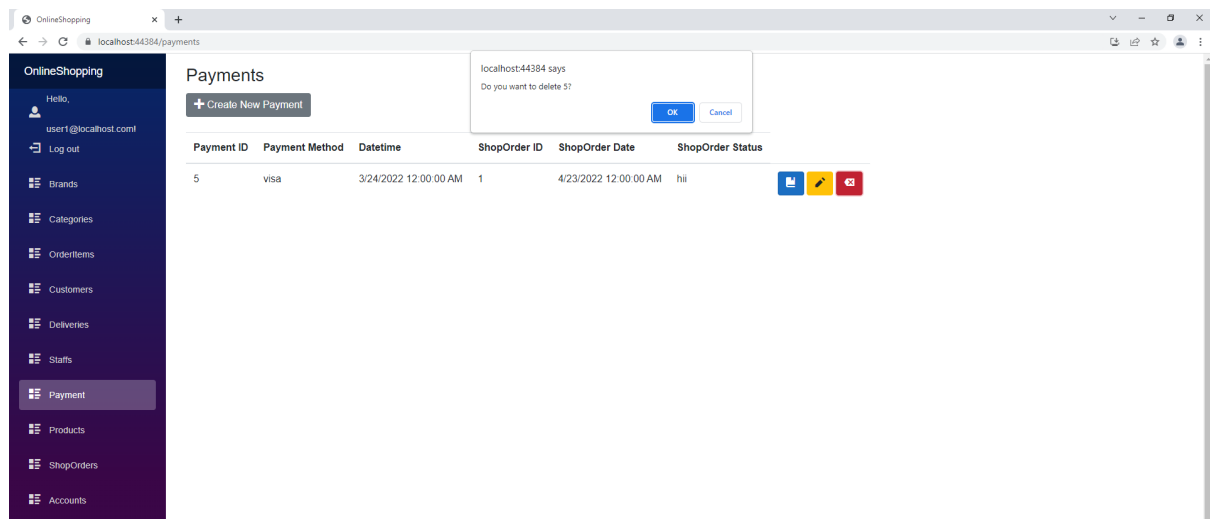 OnlineShopping
localhost:44384/payments
OnlineShopping
Hello,
user1@localhost.com!
Log out
Brands
Categories
OrderItems
Customers
Deliveries
Staffs
Payment
Products
ShopOrders
Accounts
Payments
Create New Payment
localhost:44384 says
Do you want to delete 5?
OK Cancel
Payment ID Payment Method Datetime ShopOrder ID ShopOrder Date ShopOrder Status
5 visa 3/24/2022 12:00:00 AM 1 4/23/2022 12:00:00 AM hii